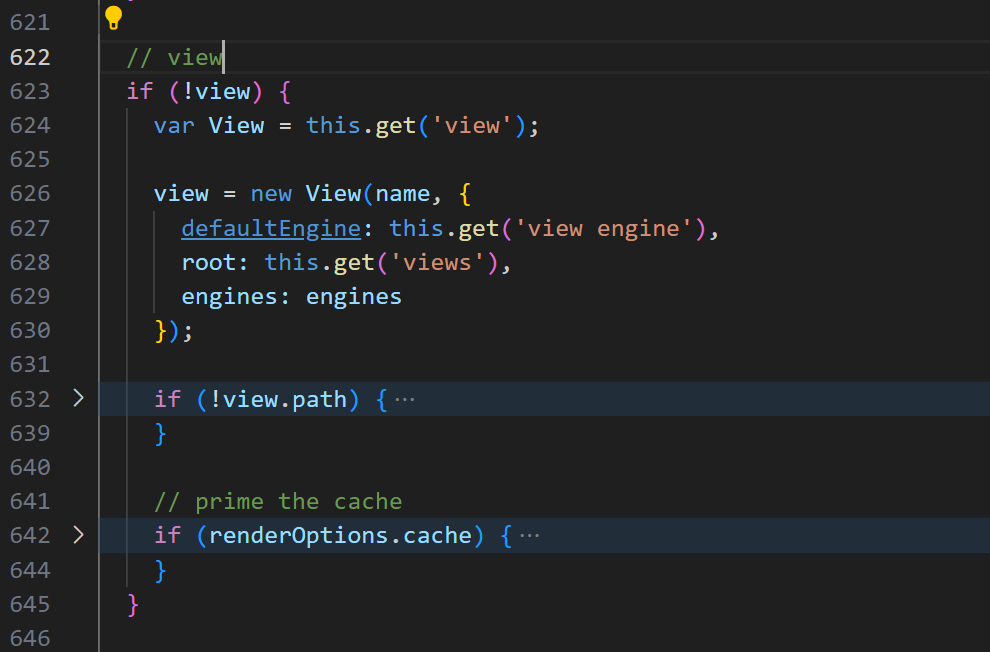 621
622 // view
623 if (!view) {
624 var View = this.get('view');
625
626 view = new View(name, {
627 defaultEngine: this.get('view engine'),
628 root: this.get('views'),
629 engines: engines
630 });
631
632 if (!view.path) {···
639 }
640
641 // prime the cache
642 if (renderOptions.cache) {···
644 }
645 }
646